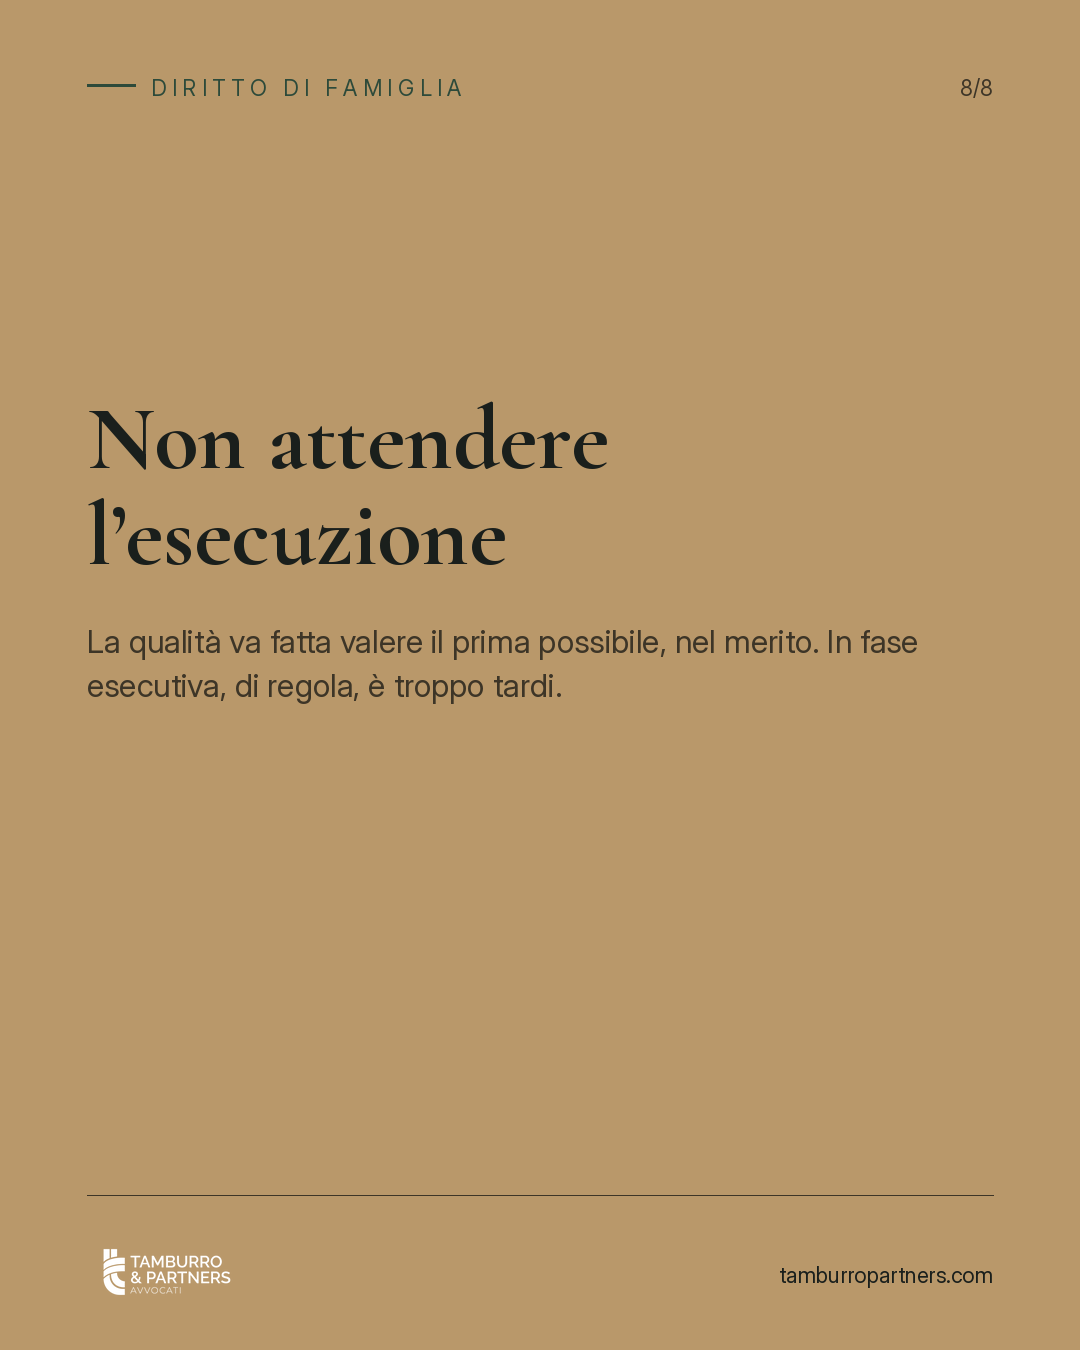 DIRITTO DI FAMIGLIA
8/8
Non attendere
l’esecuzione
La qualità va fatta valere il prima possibile, nel merito. In fase
esecutiva, di regola, è troppo tardi.
TAMBURRO
& PARTNERS
AVVOCATI
tamburropartners.com